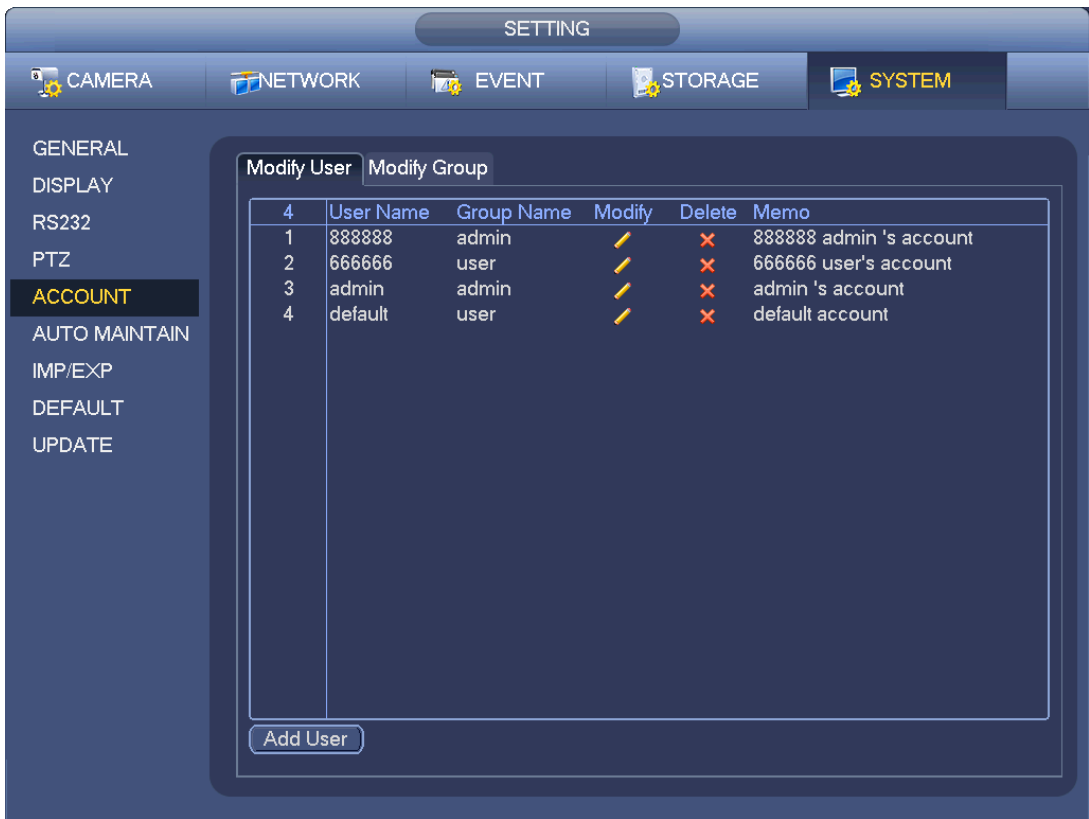 SETTING
CAMERA NETWORK EVENT STORAGE SYSTEM
GENERAL
DISPLAY
RS232
PTZ
ACCOUNT
AUTO MAINTAIN
IMP/EXP
DEFAULT
UPDATE
Modify User Modify Group
4 User Name Group Name Modify Delete Memo
1 888888 admin 888888 admin 's account
2 666666 user 666666 user's account
3 admin admin admin 's account
4 default user default account
Add User